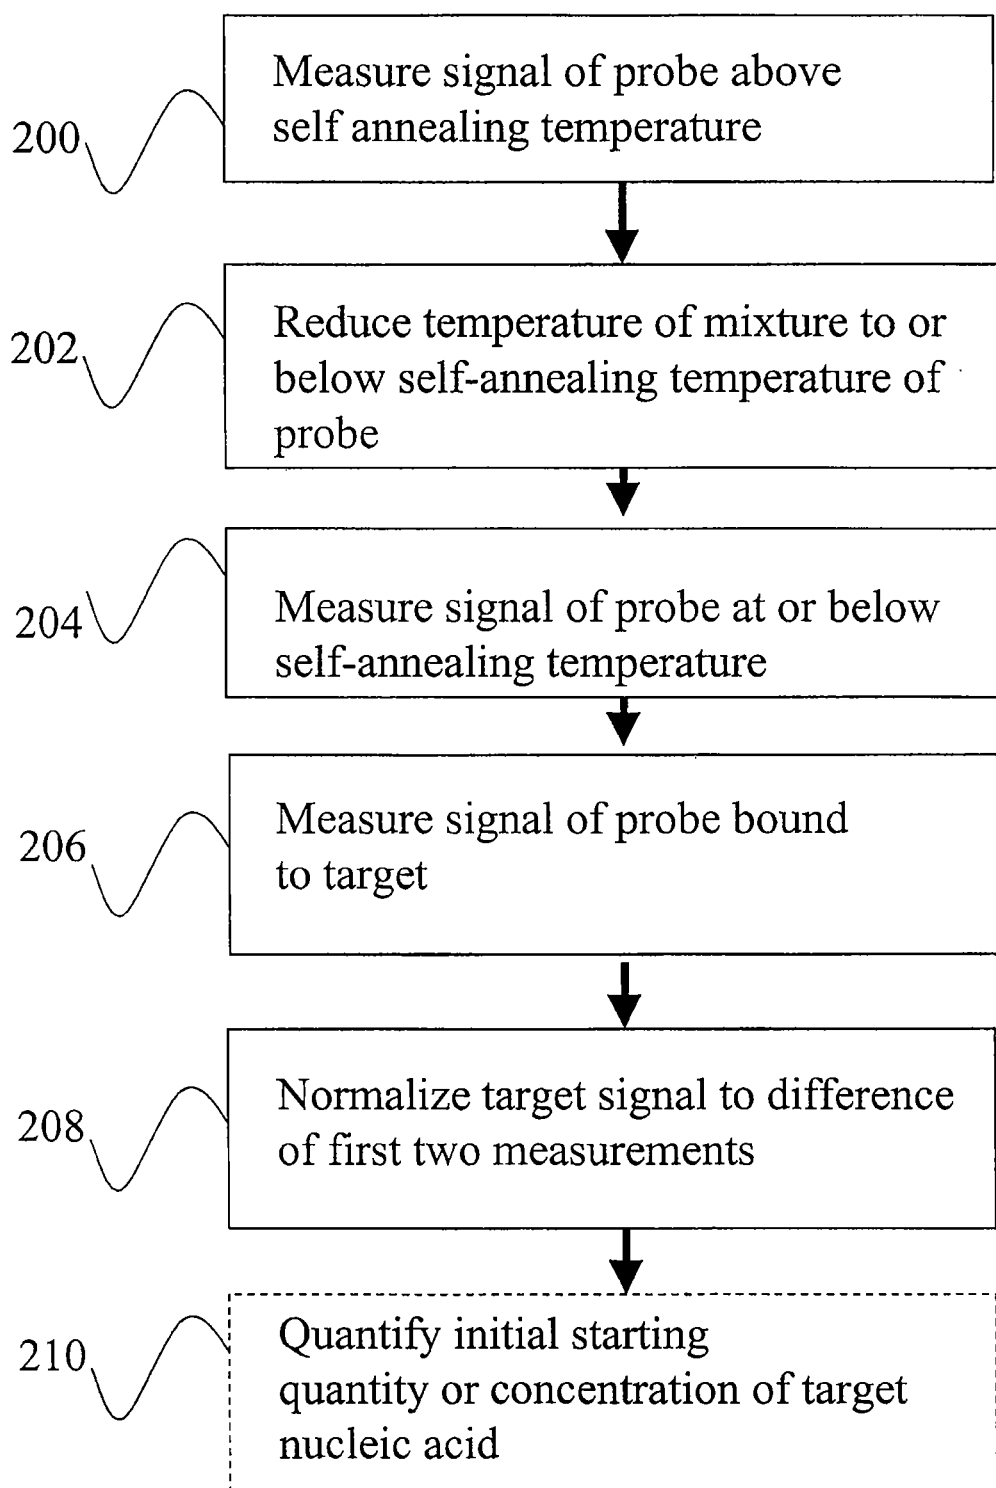 200
Measure signal of probe above
self annealing temperature
202
Reduce temperature of mixture to or
below self-annealing temperature of
probe
204
Measure signal of probe at or below
self-annealing temperature
206
Measure signal of probe bound
to target
208
Normalize target signal to difference
of first two measurements
210
Quantify initial starting
quantity or concentration of target
nucleic acid